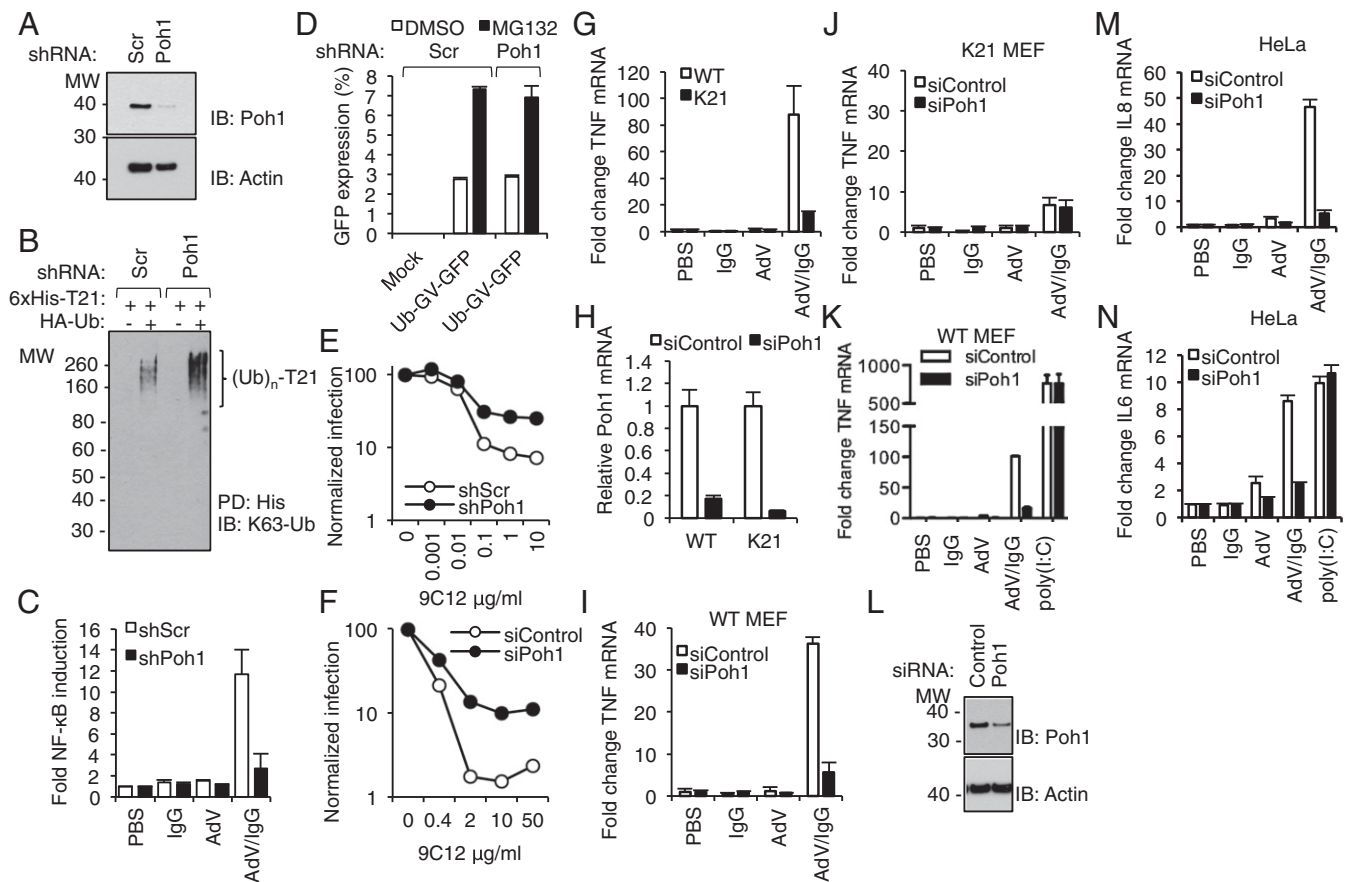 A
shRNA:
Scr
Poh1
MW
40 -
30 -
IB: Poh1
40 -
IB: Actin
B
shRNA:
Scr
Poh1
6xHis-T21: + + + +
HA-Ub: - + - +
MW
260 -
160 -
80 -
60 -
50 -
40 -
30 -
(Ub)n-T21
PD: His
IB: K63-Ub
C
shScr
shPoh1
Fold NF-κB induction
16
14
12
10
8
6
4
2
0
PBS
IgG
AdV
AdV/IgG
D
DMSO MG132
shRNA: Scr Poh1
GFP expression (%)
8
7
6
5
4
3
2
1
0
Mock
Ub-GV-GFP
Ub-GV-GFP
E
Normalized infection
100
10
1
shScr
shPoh1
0 0.001 0.01 0.1 1 10
9C12 µg/ml
F
Normalized infection
100
10
1
siControl
siPoh1
0 0.4 2 10 50
9C12 µg/ml
G
Fold change TNF mRNA
120
100
80
60
40
20
0
WT
K21
PBS
IgG
AdV
AdV/IgG
H
siControl siPoh1
Relative Poh1 mRNA
1.4
1.2
1
0.8
0.6
0.4
0.2
0
WT K21
I
WT MEF
siControl
siPoh1
Fold change TNF mRNA
40
30
20
10
0
PBS
IgG
AdV
AdV/IgG
J
K21 MEF
siControl
siPoh1
Fold change TNF mRNA
40
30
20
10
0
PBS
IgG
AdV
AdV/IgG
K
WT MEF
siControl
siPoh1
Fold change TNF mRNA
1000
500
150
100
50
0
PBS
IgG
AdV
AdV/IgG
poly(I:C)
L
siRNA:
Control
Poh1
MW
40 -
30 -
IB: Poh1
40 -
IB: Actin
M
HeLa
siControl
siPoh1
Fold change IL8 mRNA
60
50
40
30
20
10
0
PBS
IgG
AdV
AdV/IgG
N
HeLa
siControl
siPoh1
Fold change IL6 mRNA
12
10
8
6
4
2
0
PBS
IgG
AdV
AdV/IgG
poly(I:C)